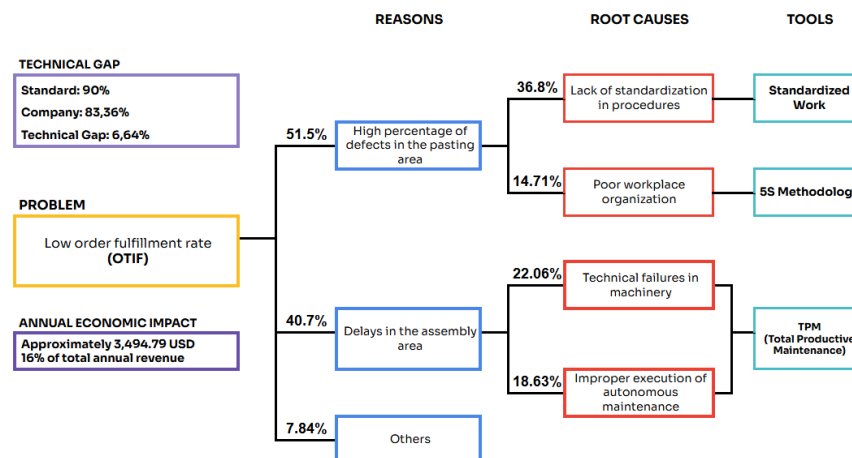 REASONS
ROOT CAUSES
TOOLS
TECHNICAL GAP
Standard: 90%
Company: 83,36%
Technical Gap: 6,64%
PROBLEM
Low order fulfillment rate
(OTIF)
ANNUAL ECONOMIC IMPACT
Approximately 3,494.79 USD
16% of total annual revenue
51.5%
High percentage of
defects in the pasting
area
40.7%
Delays in the assembly
area
7.84%
Others
36.8%
Lack of standardization
in procedures
14.71%
Poor workplace
organization
22.06%
Technical failures in
machinery
18.63%
Improper execution of
autonomous
maintenance
Standardized
Work
5S Methodolog
TPM
(Total Productive
Maintenance)